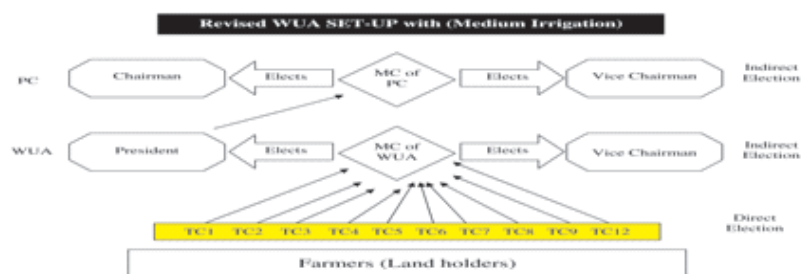 Revised WUA SET-UP with (Medium Irrigation)
PC
Chairman
Elects
MC of
PC
Elects
Vice Chairman
Indirect
Election
WUA
President
Elects
MC of
WUA
Elects
Vice Chairman
Indirect
Election
TC1 TC2 TC3 TC4 TC5 TC6 TC7 TC8 TC9 TC12
Direct
Election
Farmers (Land holders)